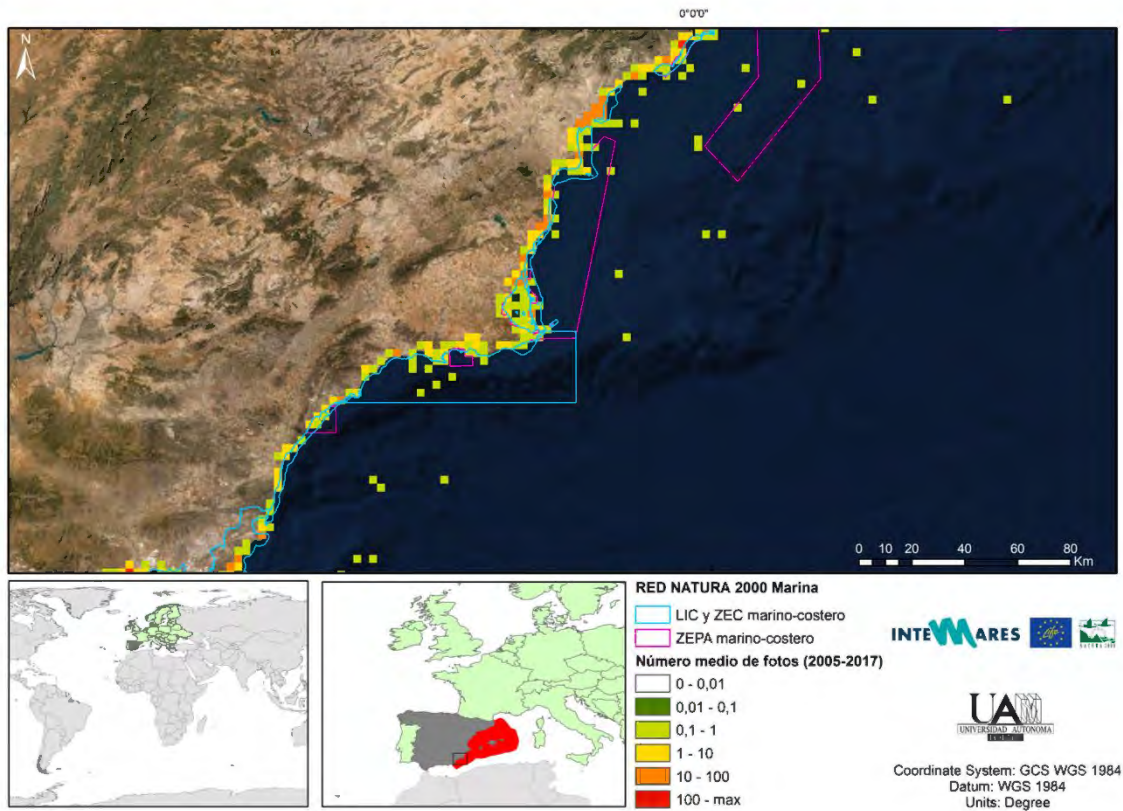 0°0'0"
N
0 10 20 40 60 80
Km
RED NATURA 2000 Marina
LIC y ZEC marino-costero
ZEPA marino-costero
Número medio de fotos (2005-2017)
0 - 0,01
0,01 - 0,1
0,1 - 1
1 - 10
10 - 100
100 - max
INTEMARES
UAM
UNIVERSIDAD AUTONOMA
Coordinate System: GCS WGS 1984
Datum: WGS 1984
Units: Degree